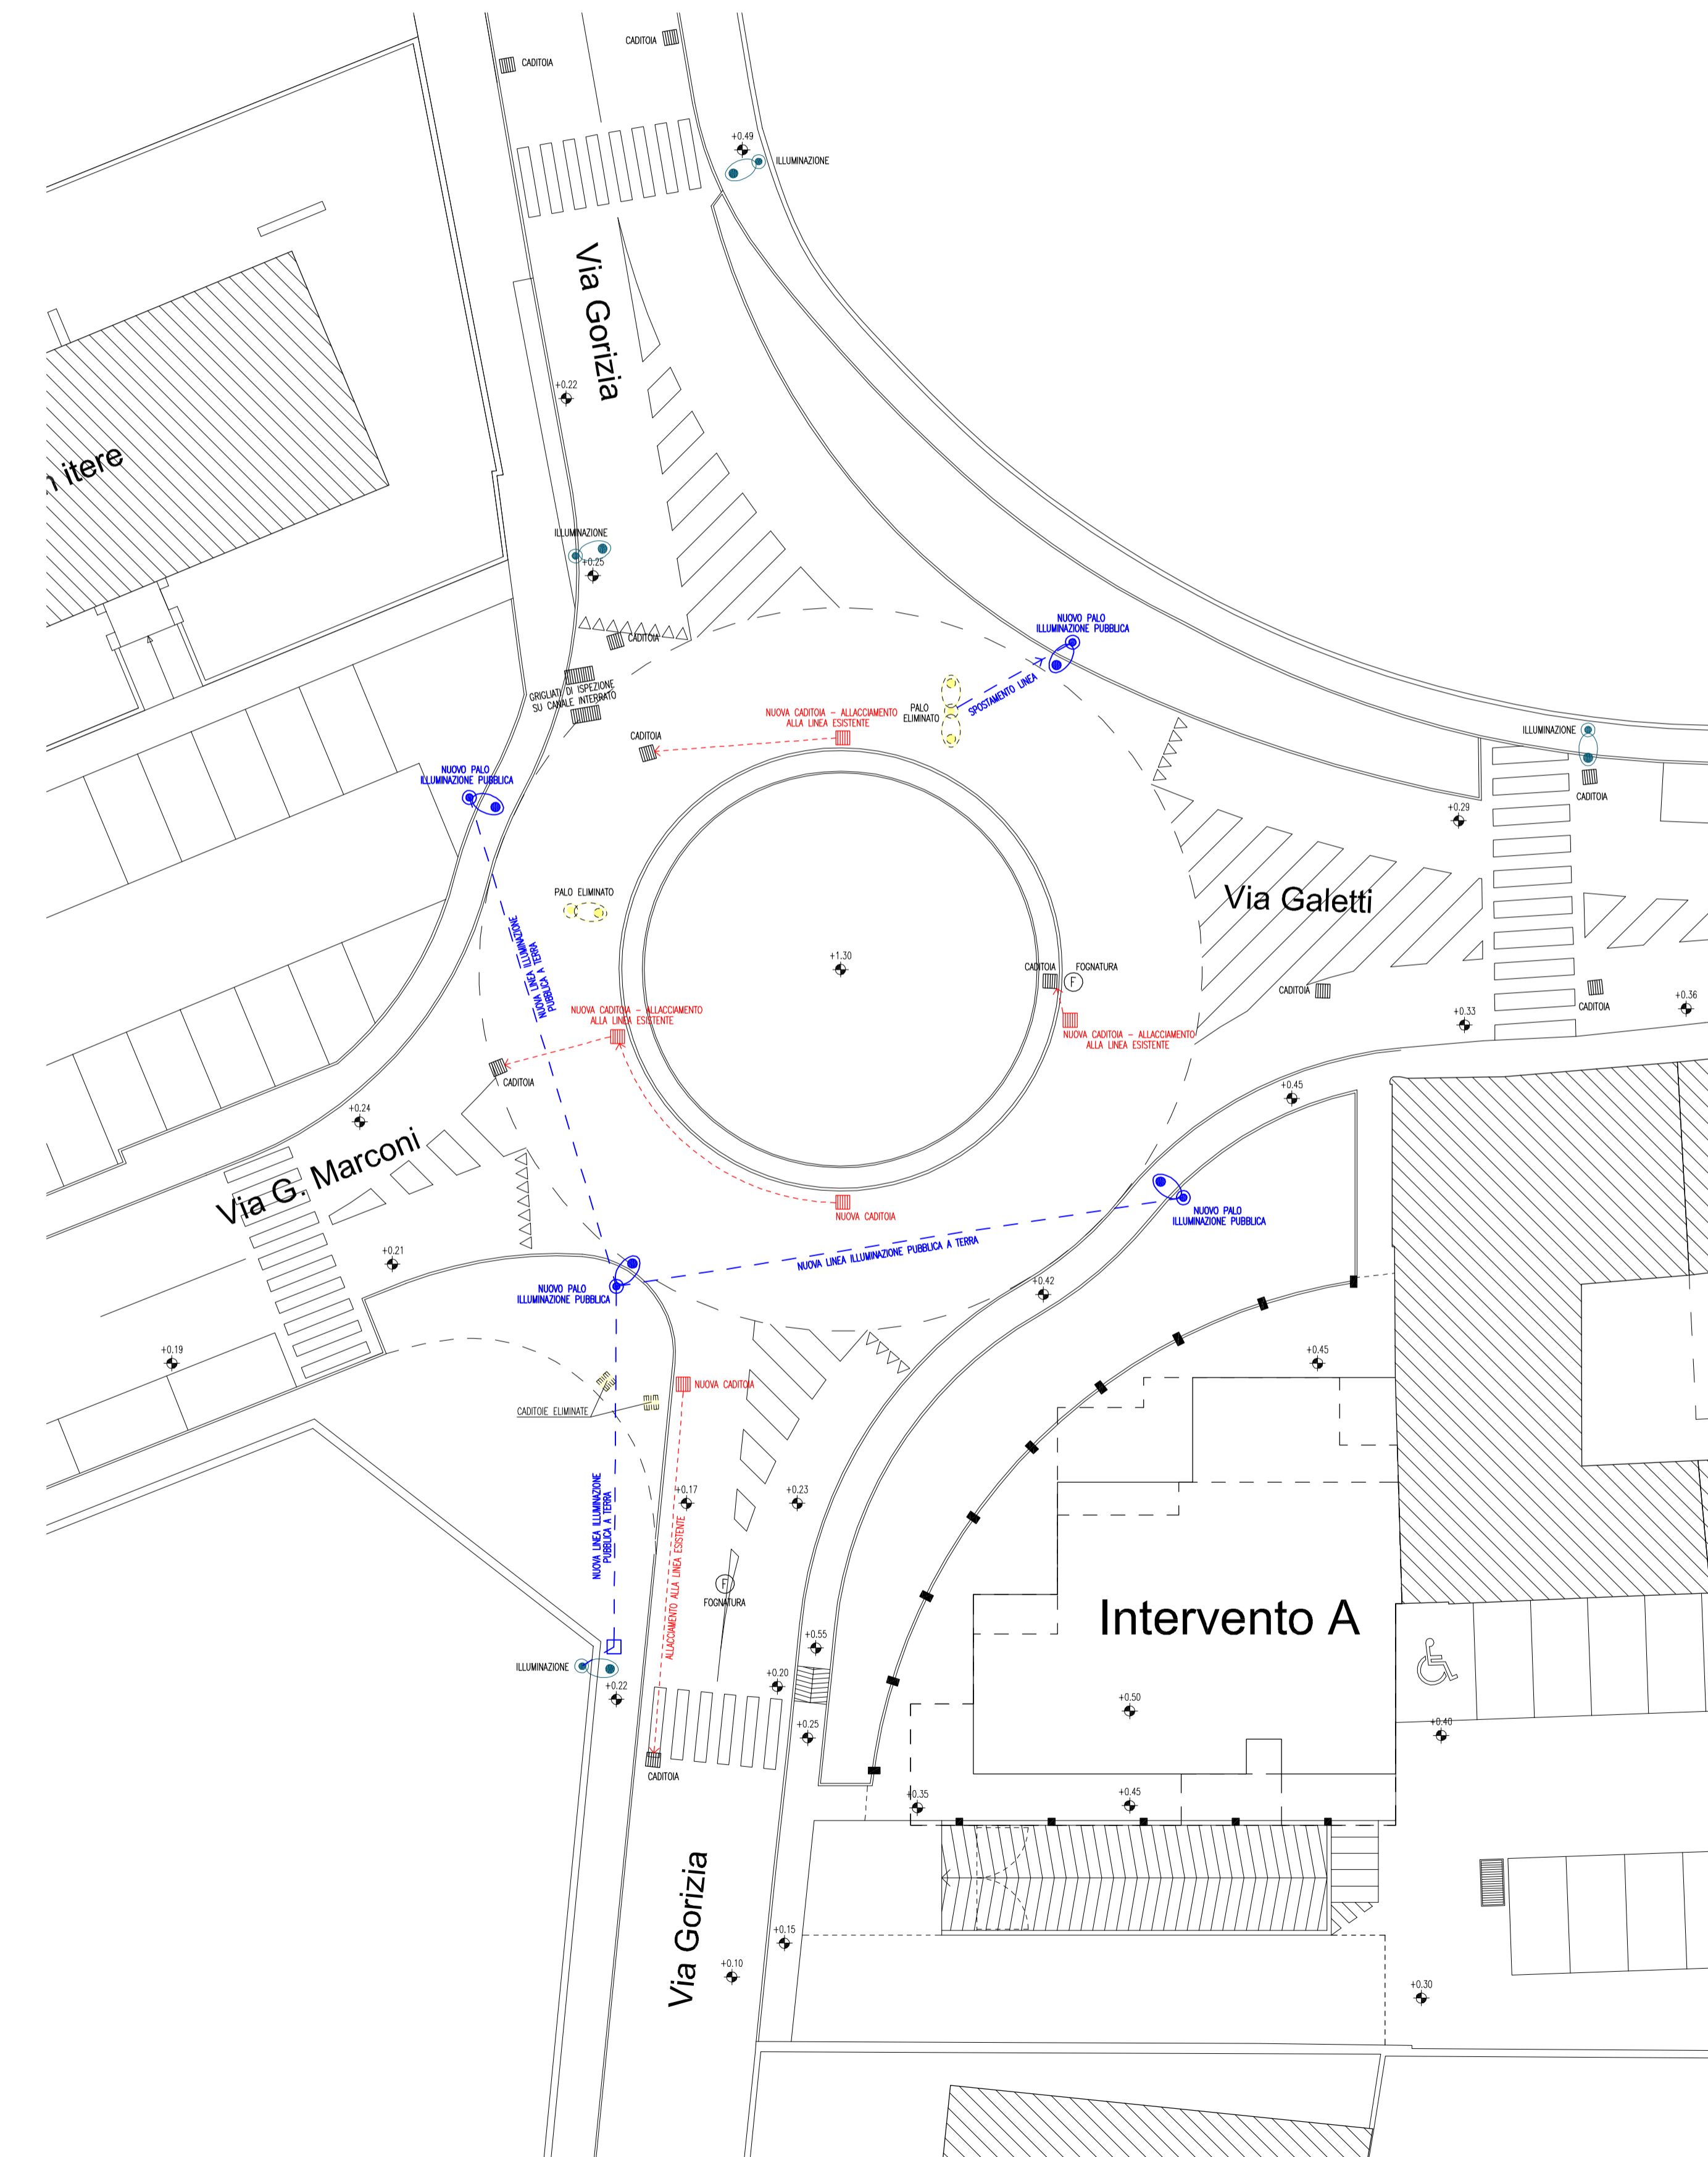 CADITOIA
CADITOIA
+0.49
ILLUMINAZIONE
Via Gorizia
+0.22
itere
ILLUMINAZIONE
+0.25
CADITOIA
GRIGLIATI DI ISPEZIONE
SU CANALE INTERRATO
NUOVO PALO
ILLUMINAZIONE PUBBLICA
SPOSTAMENTO LINEA
PALO
ELIMINATO
NUOVA CADITOIA - ALLACCIAMENTO
ALLA LINEA ESISTENTE
CADITOIA
ILLUMINAZIONE
CADITOIA
NUOVO PALO
ILLUMINAZIONE PUBBLICA
+0.29
PALO ELIMINATO
Via Galetti
NUOVA LINEA ILLUMINAZIONE
PUBBLICA A TERRA
+1.30
CADITOIA
F
FOGNATURA
CADITOIA
CADITOIA
+0.36
NUOVA CADITOIA - ALLACCIAMENTO
ALLA LINEA ESISTENTE
+0.33
NUOVA CADITOIA - ALLACCIAMENTO
ALLA LINEA ESISTENTE
CADITOIA
+0.24
+0.45
Via G. Marconi
NUOVA CADITOIA
NUOVO PALO
ILLUMINAZIONE PUBBLICA
NUOVA LINEA ILLUMINAZIONE PUBBLICA A TERRA
+0.21
+0.42
NUOVO PALO
ILLUMINAZIONE PUBBLICA
+0.19
+0.45
NUOVA CADITOIA
CADITOIE ELIMINATE
+0.17
+0.23
NUOVA LINEA ILLUMINAZIONE
PUBBLICA A TERRA
ALLACCIAMENTO ALLA LINEA ESISTENTE
F
FOGNATURA
Intervento A
+0.55
ILLUMINAZIONE
+0.22
+0.20
+0.50
+0.25
+0.40
CADITOIA
+0.35
+0.45
Via Gorizia
+0.15
+0.10
+0.30